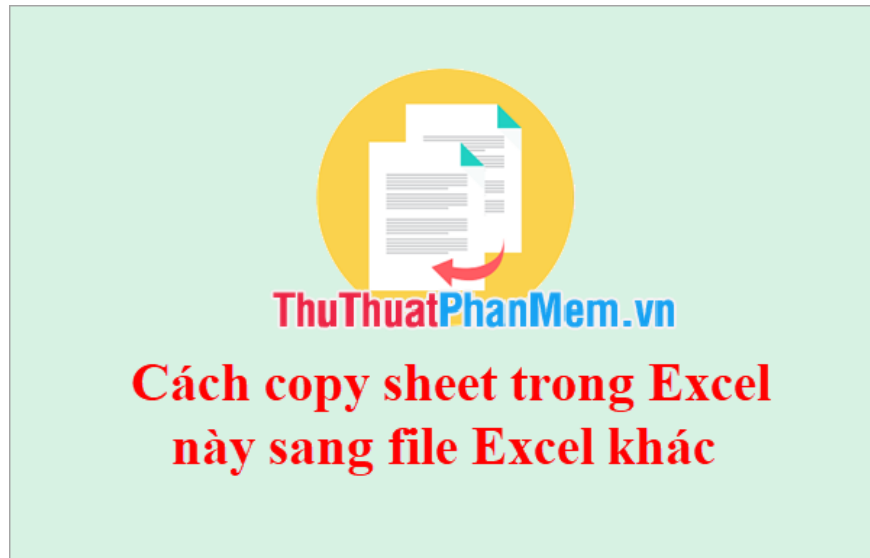 ThuThuatPhanMem.vn
Cách copy sheet trong Excel
này sang file Excel khác